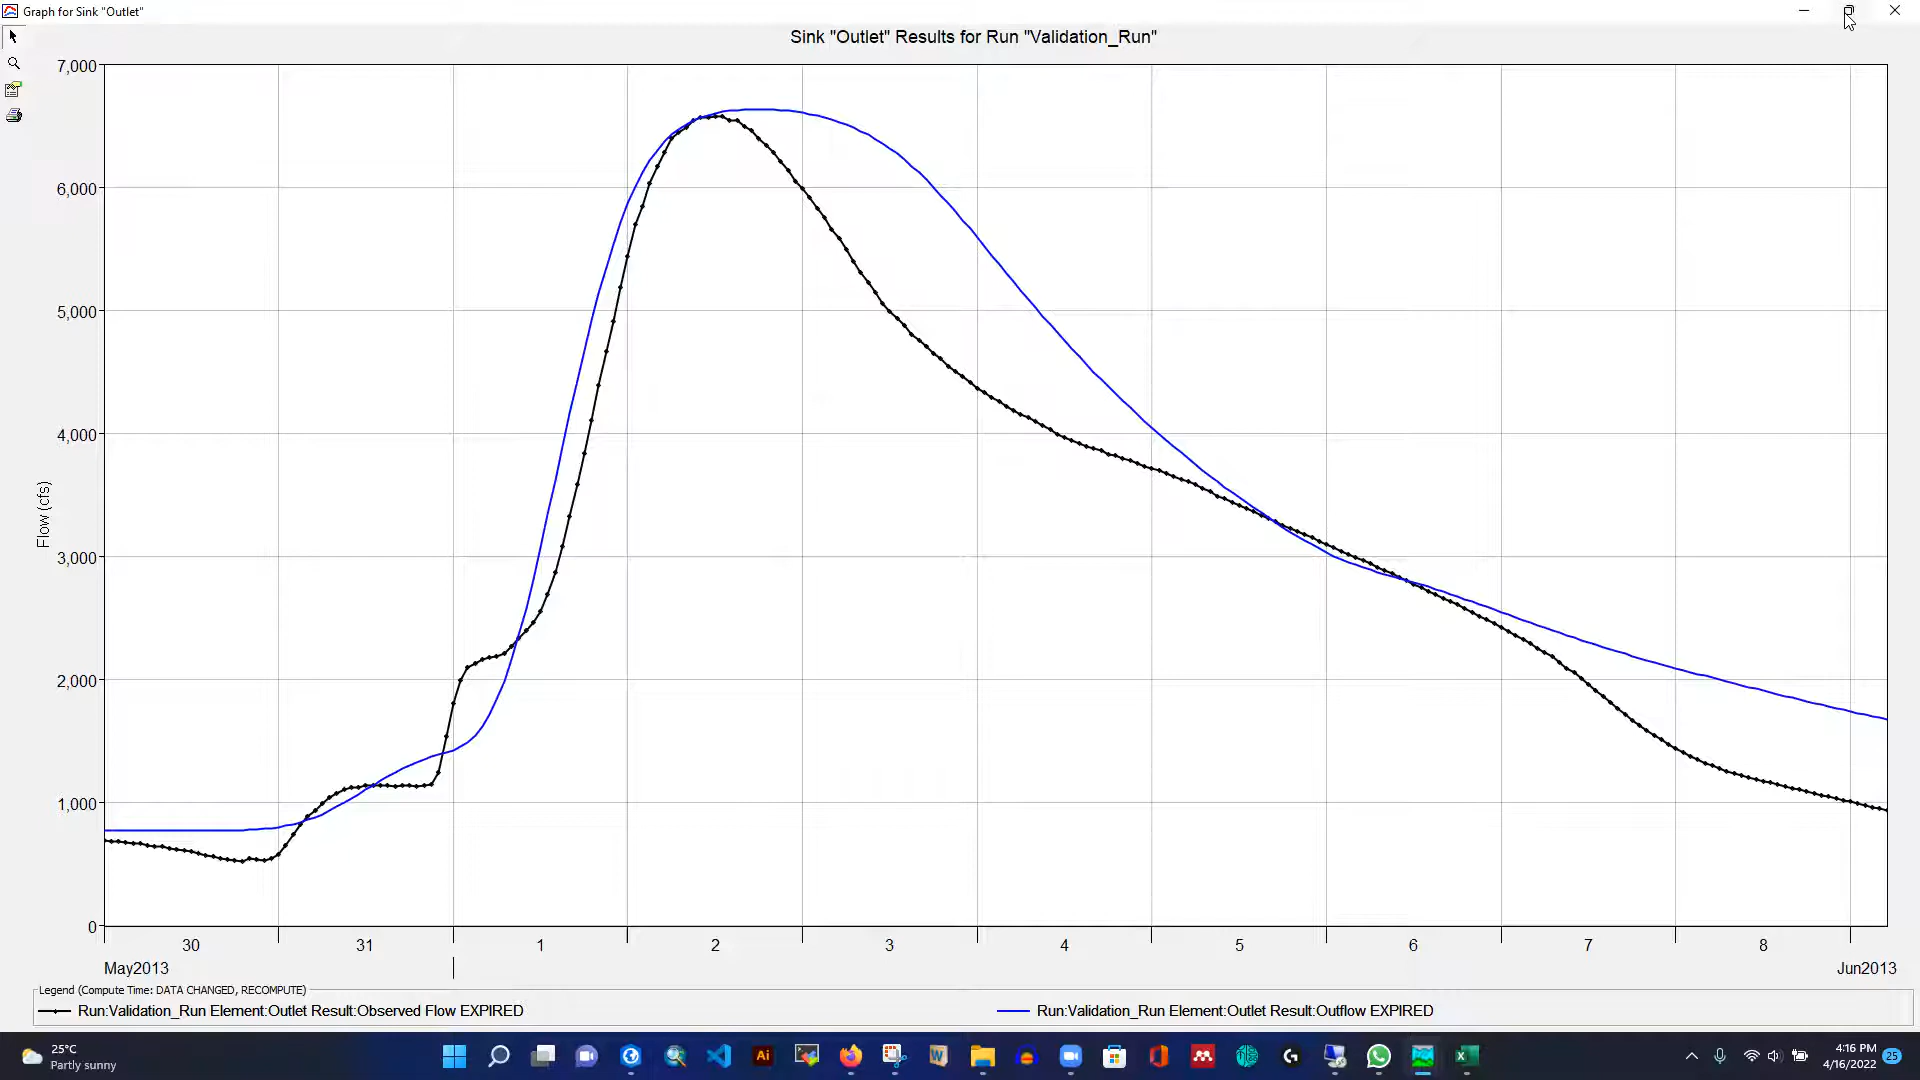 Graph for Sink "Outlet"
Sink "Outlet" Results for Run "Validation_Run"
7,000
6,000
5,000
4,000
3,000
2,000
1,000
0
Flow (cfs)
30 31 1 2 3 4 5 6 7 8
May2013 Jun2013
Legend (Compute Time: DATA CHANGED, RECOMPUTE)
Run:Validation_Run Element:Outlet Result:Observed Flow EXPIRED
Run:Validation_Run Element:Outlet Result:Outflow EXPIRED
25°C
Partly sunny
Ai
W
4:16 PM
4/16/2022
25